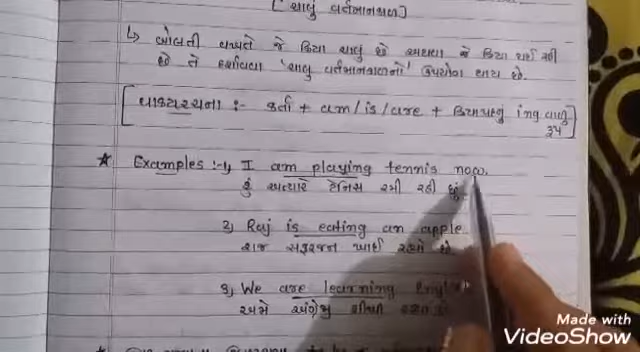 [ ચાલુ વર્તમાનકાળ ]
↳ બોલતી વખતે જે ક્રિયા ચાલુ છે અથવા જે ક્રિયા થઈ રહી
છે તે દર્શાવવા 'ચાલુ વર્તમાનકાળનો' ઉપયોગ થાય છે.
[ વાક્યરચના :- કર્તા + am/is/are + ક્રિયાપદનું ing વાળુ
રૂપ ]
★ Examples :- 1) I am playing tennis now.
હું અત્યારે ટેનિસ રમી રહી છું.
2) Raj is eating an apple
રાજ સફરજન ખાઈ રહ્યો છે.
3) We are learning
અમે અંગ્રેજી શીખી
Made with
VideoShow